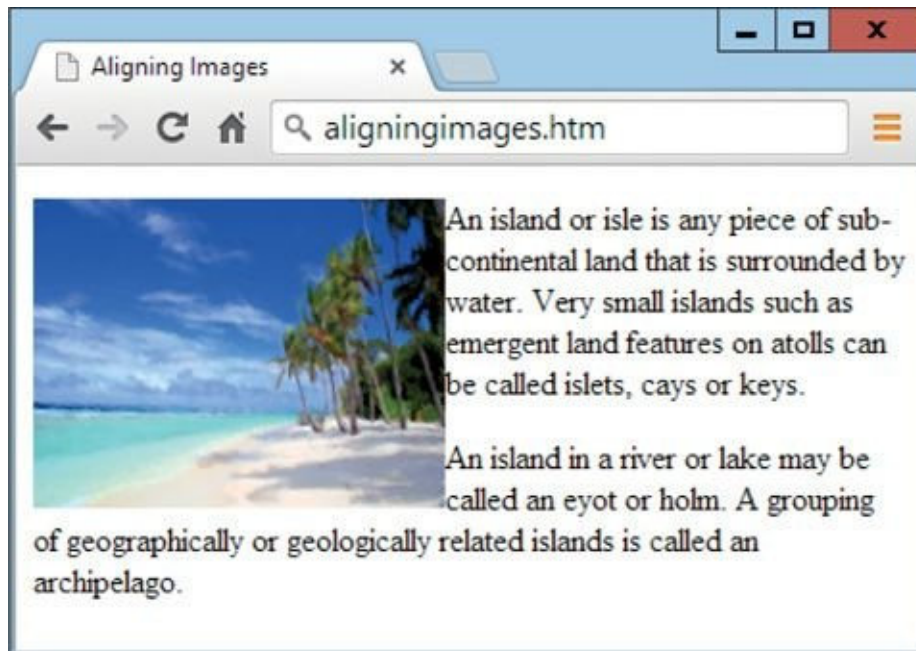 Aligning Images
aligningimages.htm
An island or isle is any piece of sub-
continental land that is surrounded by
water. Very small islands such as
emergent land features on atolls can
be called islets, cays or keys.
An island in a river or lake may be
called an eyot or holm. A grouping
of geographically or geologically related islands is called an
archipelago.